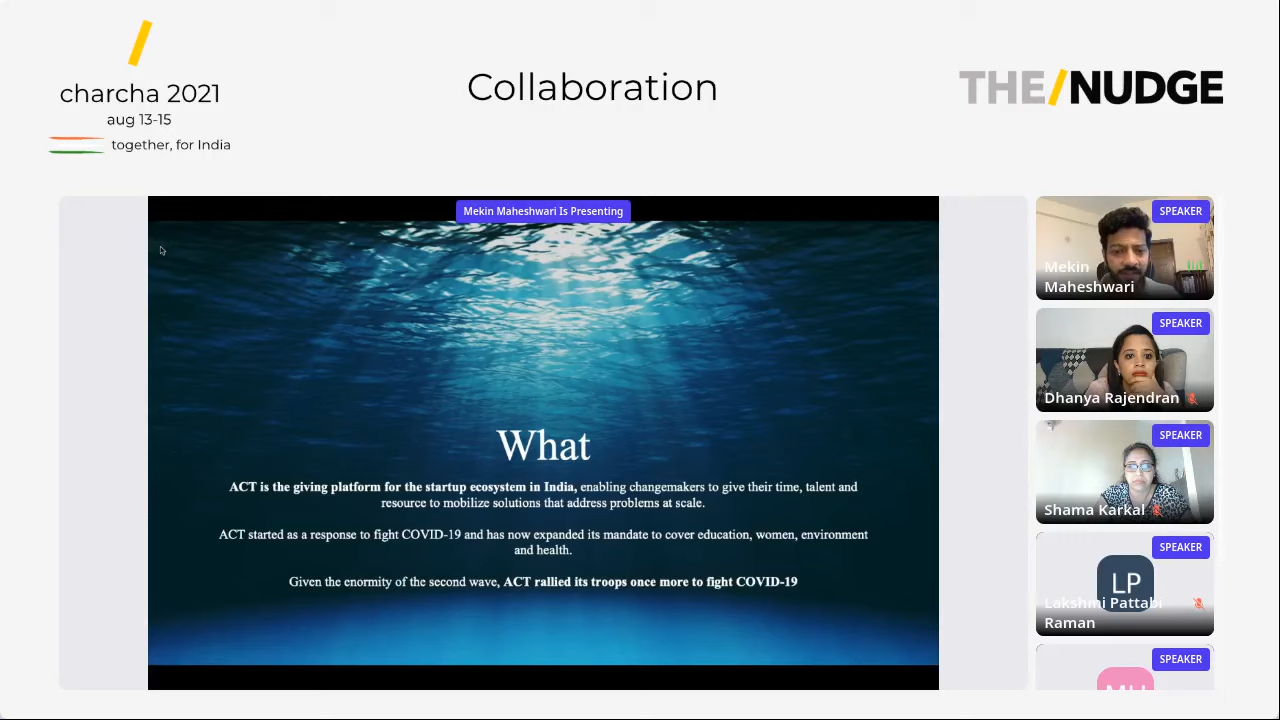 charcha 2021
aug 13-15
together, for India
Collaboration
THE/NUDGE
Mekin Maheshwari Is Presenting
What
ACT is the giving platform for the startup ecosystem in India, enabling changemakers to give their time, talent and
resource to mobilize solutions that address problems at scale.
ACT started as a response to fight COVID-19 and has now expanded its mandate to cover education, women, environment
and health.
Given the enormity of the second wave, ACT rallied its troops once more to fight COVID-19
SPEAKER
Mekin
Maheshwari
SPEAKER
Dhanya Rajendran
SPEAKER
Shama Karkal
SPEAKER
LP
Lakshmi Pattabi
Raman
SPEAKER